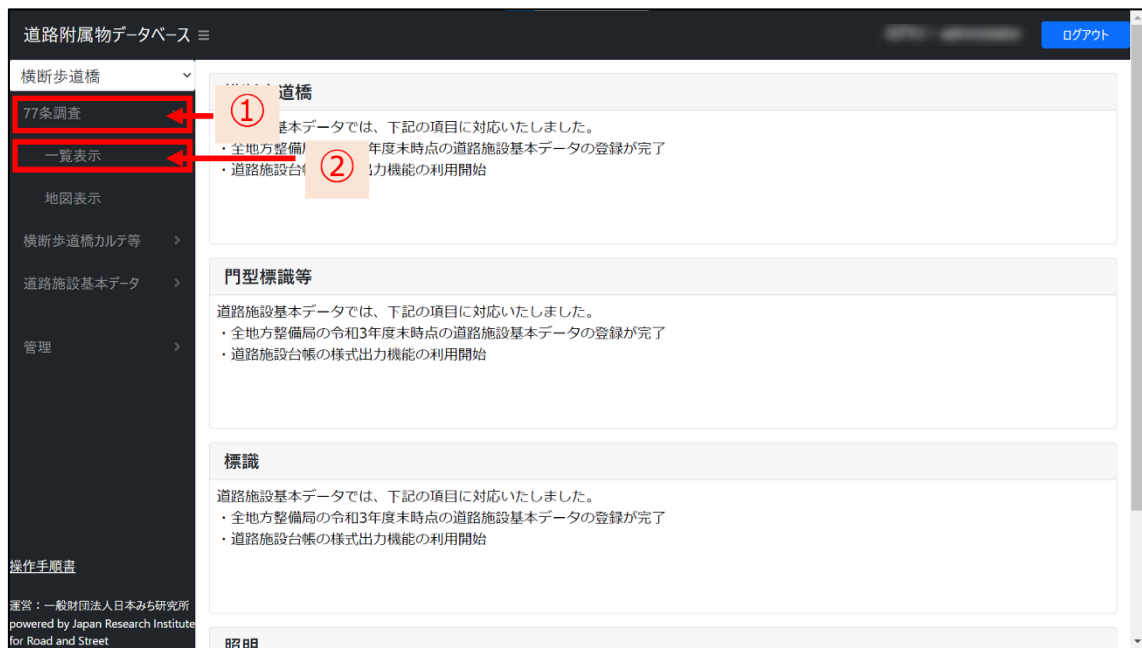 道路附属物データベース
ログアウト
横断歩道橋
77条調査
一覧表示
地図表示
横断歩道橋カルテ等
道路施設基本データ
管理
操作手順書
運営:一般財団法人日本みち研究所
powered by Japan Research Institute
for Road and Street
①
②
道橋
基本データでは、下記の項目に対応いたしました。
・全地方整備 年度末時点の道路施設基本データの登録が完了
・道路施設台 力機能の利用開始
門型標識等
道路施設基本データでは、下記の項目に対応いたしました。
・全地方整備局の令和3年度末時点の道路施設基本データの登録が完了
・道路施設台帳の様式出力機能の利用開始
標識
道路施設基本データでは、下記の項目に対応いたしました。
・全地方整備局の令和3年度末時点の道路施設基本データの登録が完了
・道路施設台帳の様式出力機能の利用開始
照明